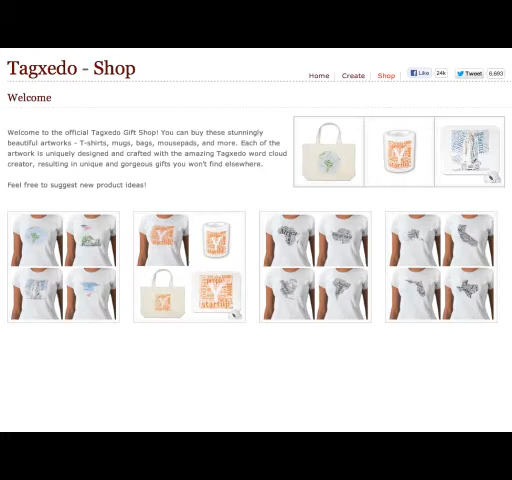 Tagxedo - Shop
Home Create Shop Like 24k Tweet 6,693
Welcome
Welcome to the official Tagxedo Gift Shop! You can buy these stunningly
beautiful artworks - T-shirts, mugs, bags, mousepads, and more. Each of the
artwork is uniquely designed and crafted with the amazing Tagxedo word cloud
creator, resulting in unique and gorgeous gifts you won't find elsewhere.
Feel free to suggest new product ideas!
startup
people
startup